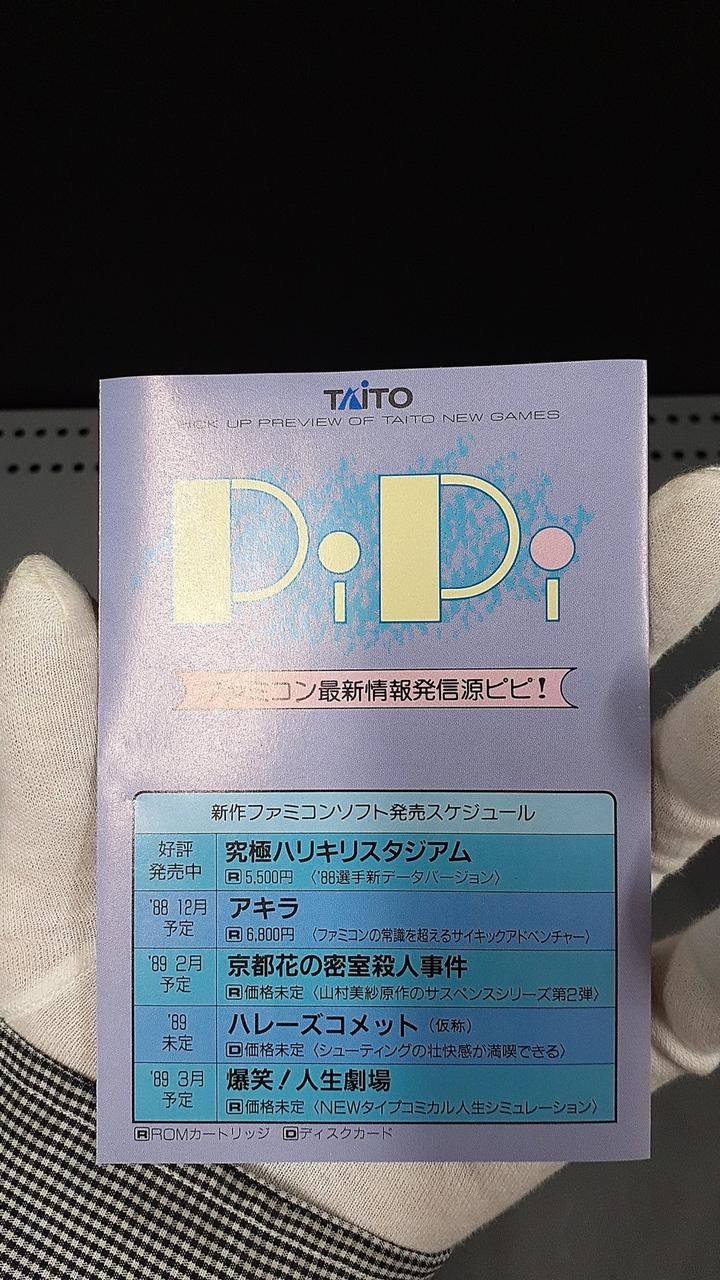 TAITO
PICK UP PREVIEW OF TAITO NEW GAMES
PiPi
ファミコン最新情報発信源ピピ!
新作ファミコンソフト発売スケジュール
好評
発売中
究極ハリキリスタジアム
R 5,500円 〈'88選手新データバージョン〉
'88 12月
予定
アキラ
R 6,800円 〈ファミコンの常識を超えるサイキックアドベンチャー〉
'89 2月
予定
京都花の密室殺人事件
R 価格未定 〈山村美紗原作のサスペンスシリーズ第2弾〉
'89
未定
ハレーズコメット(仮称)
D 価格未定 〈シューティングの壮快感が満喫できる〉
'89 3月
予定
爆笑!人生劇場
R 価格未定 〈NEWタイプコミカル人生シミュレーション〉
R ROMカートリッジ D ディスクカード